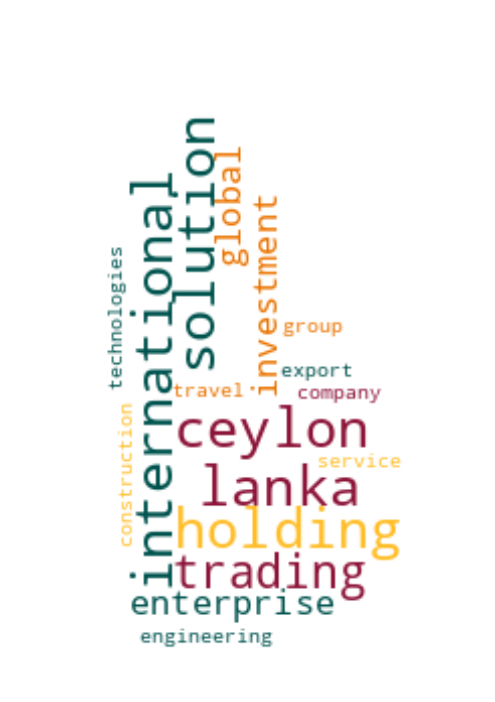 solution
global
international
investment
technologies
group
export
travel
company
ceylon
construction
service
lanka
holding
trading
enterprise
engineering